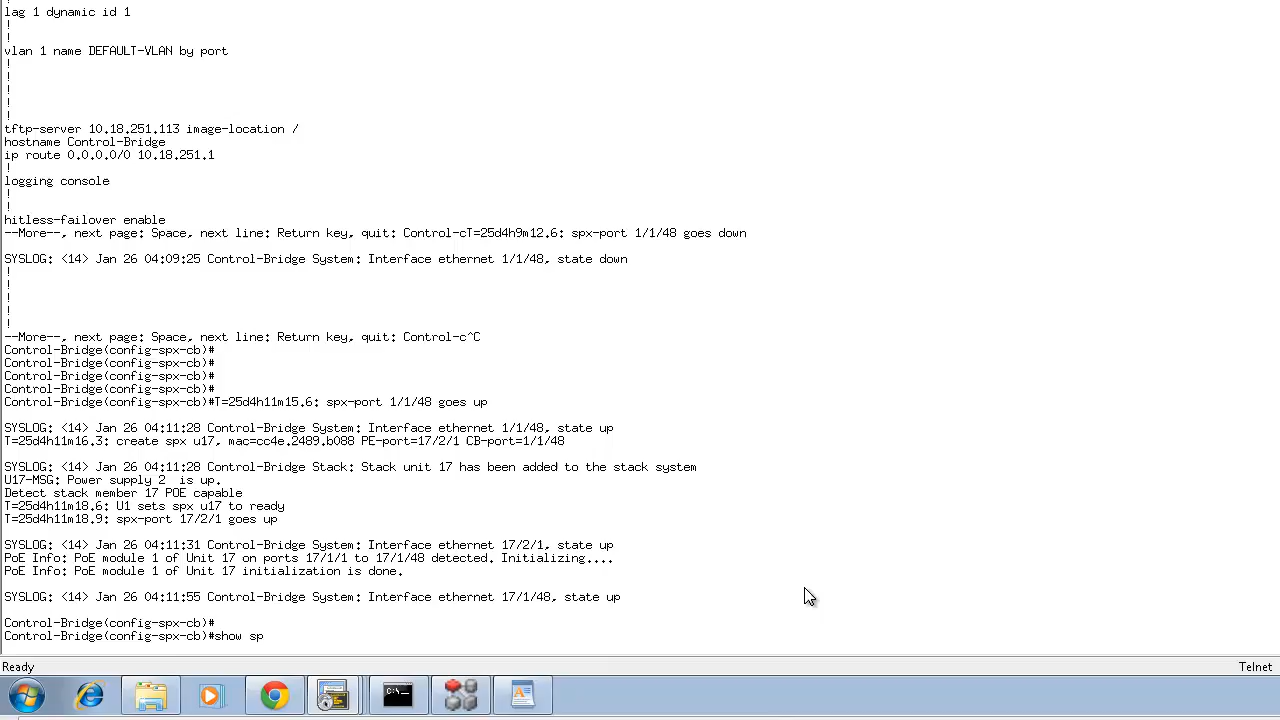 lag 1 dynamic id 1
!
!
vlan 1 name DEFAULT-VLAN by port
!
!
!
!
!
tftp-server 10.18.251.113 image-location /
hostname Control-Bridge
ip route 0.0.0.0/0 10.18.251.1
!
logging console
!
!
hitless-failover enable
--More--, next page: Space, next line: Return key, quit: Control-cT=25d4h9m12.6: spx-port 1/1/48 goes down
SYSLOG: <14> Jan 26 04:09:25 Control-Bridge System: Interface ethernet 1/1/48, state down
!
!
!
!
!
--More--, next page: Space, next line: Return key, quit: Control-c^C
Control-Bridge(config-spx-cb)#
Control-Bridge(config-spx-cb)#
Control-Bridge(config-spx-cb)#
Control-Bridge(config-spx-cb)#
Control-Bridge(config-spx-cb)#T=25d4h11m15.6: spx-port 1/1/48 goes up
SYSLOG: <14> Jan 26 04:11:28 Control-Bridge System: Interface ethernet 1/1/48, state up
T=25d4h11m16.3: create spx u17, mac=cc4e.2489.b088 PE-port=17/2/1 CB-port=1/1/48
SYSLOG: <14> Jan 26 04:11:28 Control-Bridge Stack: Stack unit 17 has been added to the stack system
U17-MSG: Power supply 2  is up.
Detect stack member 17 POE capable
T=25d4h11m18.6: U1 sets spx u17 to ready
T=25d4h11m18.9: spx-port 17/2/1 goes up
SYSLOG: <14> Jan 26 04:11:31 Control-Bridge System: Interface ethernet 17/2/1, state up
PoE Info: PoE module 1 of Unit 17 on ports 17/1/1 to 17/1/48 detected. Initializing....
PoE Info: PoE module 1 of Unit 17 initialization is done.
SYSLOG: <14> Jan 26 04:11:55 Control-Bridge System: Interface ethernet 17/1/48, state up
Control-Bridge(config-spx-cb)#
Control-Bridge(config-spx-cb)#show sp
Ready Telnet
C:\